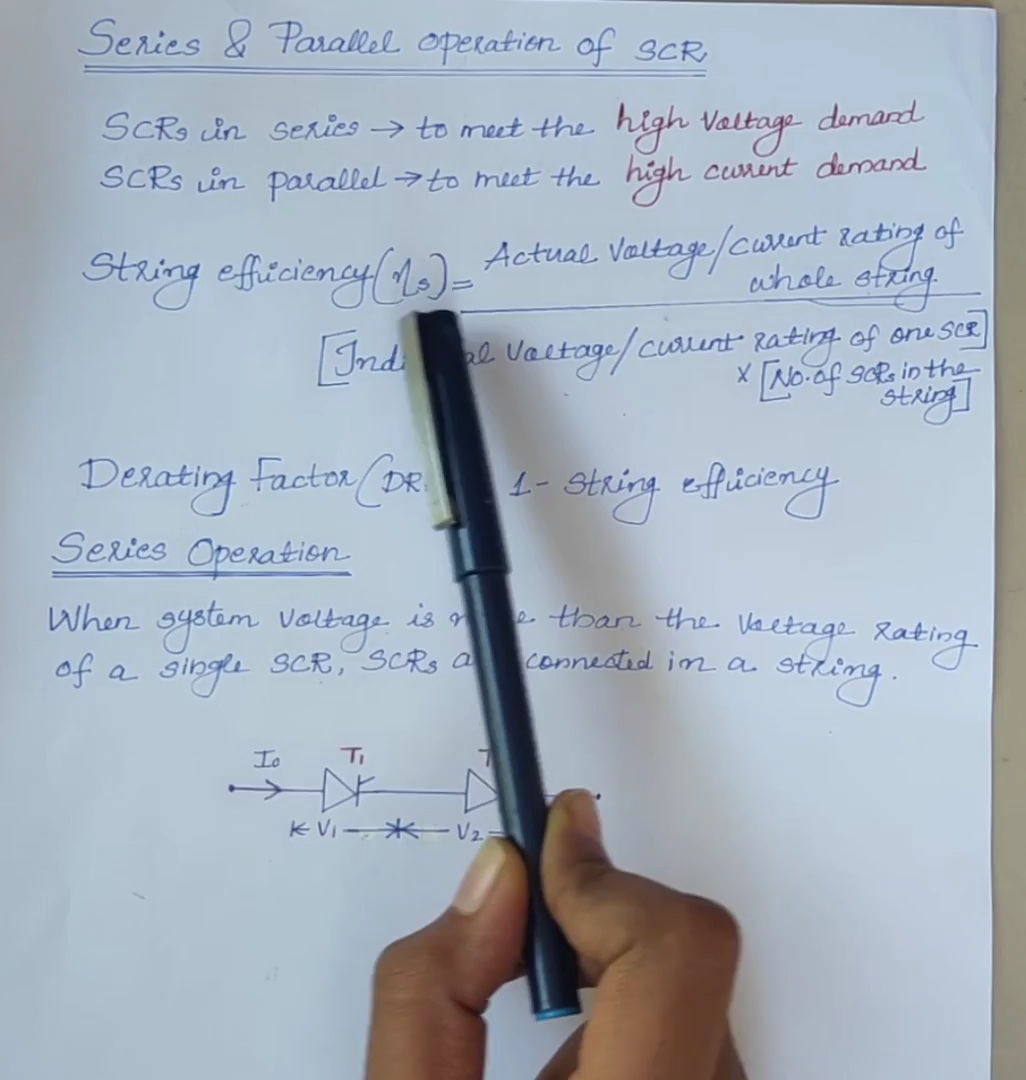 Series & Parallel operation of SCR
SCRs in series → to meet the high Voltage demand
SCRs in parallel → to meet the high current demand
String efficiency (ηs) = Actual Voltage/current rating of
whole string.
[Ind al Voltage/current rating of one SCR]
× [No. of SCRs in the
string]
Derating Factor (DR 1 - String efficiency
Series Operation
When system Voltage is than the Voltage rating
of a single SCR, SCRs a connected in a string.
I0 T1 T
V1 V2